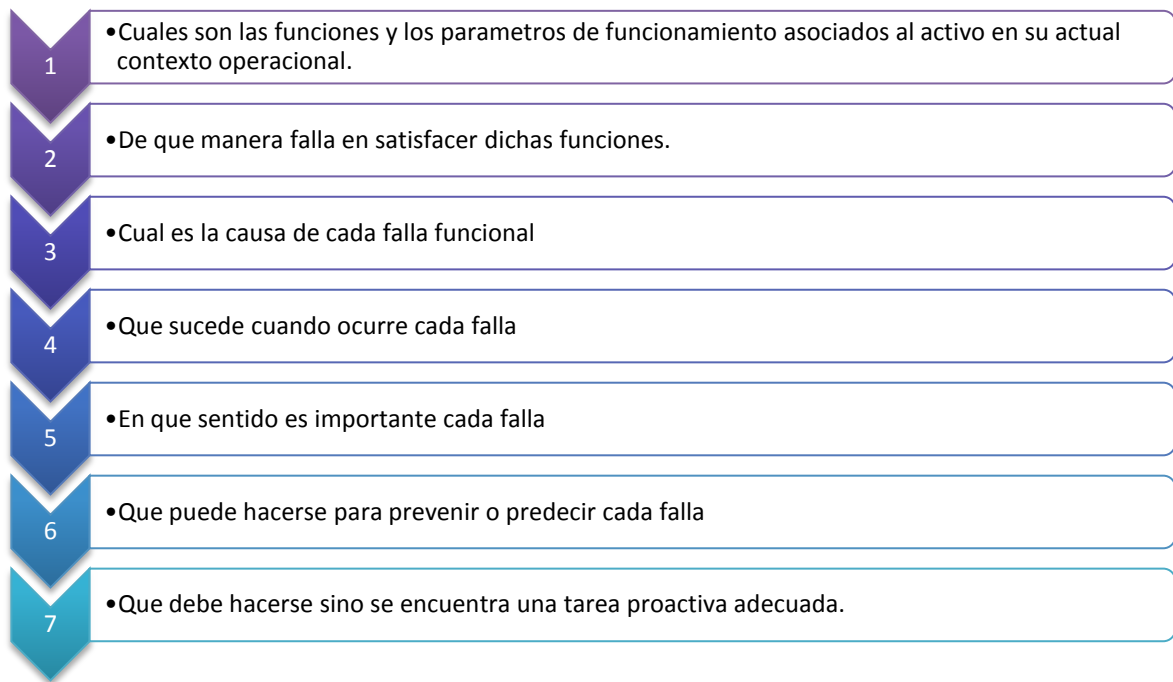 1
•Cuales son las funciones y los parametros de funcionamiento asociados al activo en su actual
contexto operacional.
2
•De que manera falla en satisfacer dichas funciones.
3
•Cual es la causa de cada falla funcional
4
•Que sucede cuando ocurre cada falla
5
•En que sentido es importante cada falla
6
•Que puede hacerse para prevenir o predecir cada falla
7
•Que debe hacerse sino se encuentra una tarea proactiva adecuada.